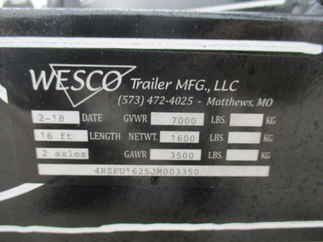 WESCO Trailer MFG., LLC
(573) 472-4025 - Matthews, MO
2-18 DATE GVWR 7000 LBS. KG
16 ft LENGTH NETWT. 1600 LBS. KG
2 axles GAWR 3500 LBS. KG